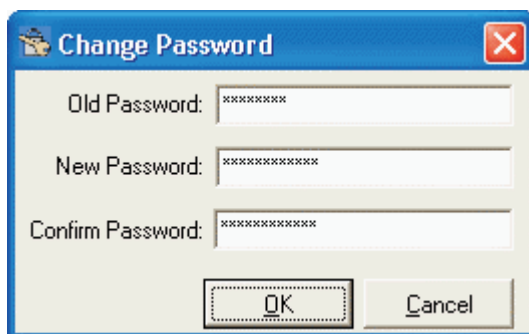 Change Password
Old Password: ********
New Password: ************
Confirm Password: ************
OK Cancel